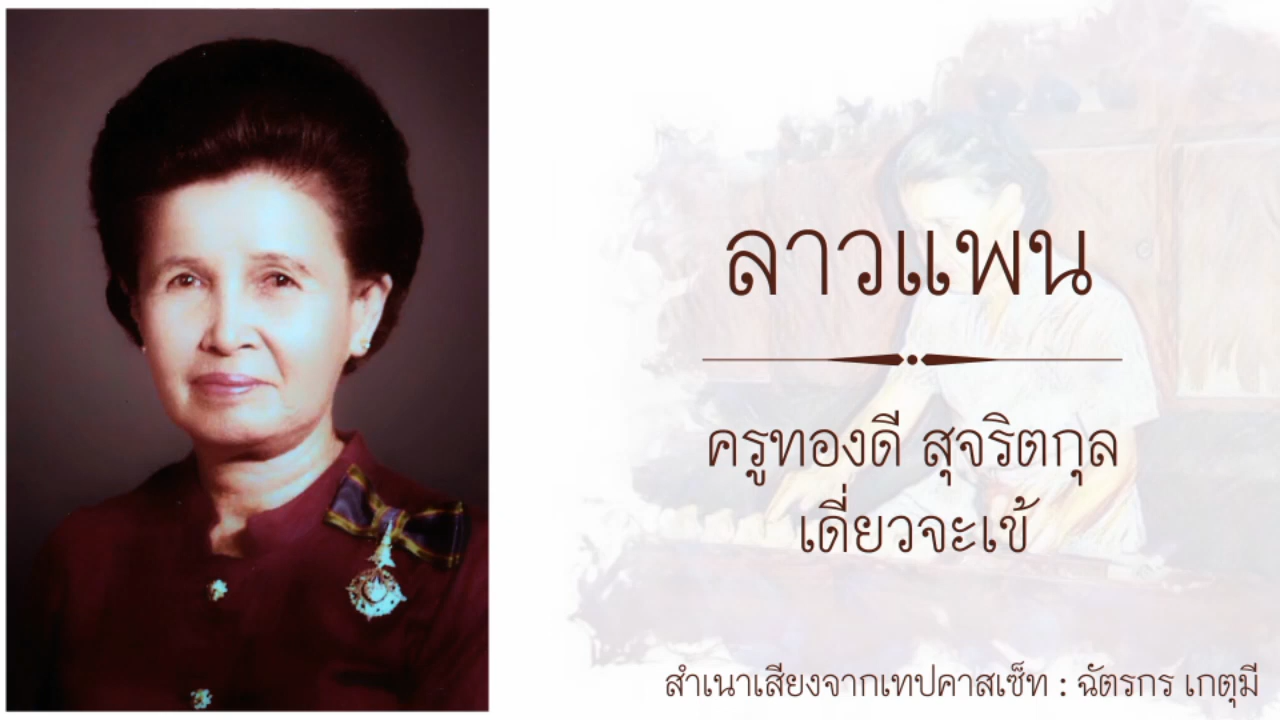 ลาวแพน
ครูทองดี สุจริตกุล
เดี่ยวจะเข้
สำเนาเสียงจากเทปคาสเซ็ท : ฉัตรกร เกตุมี